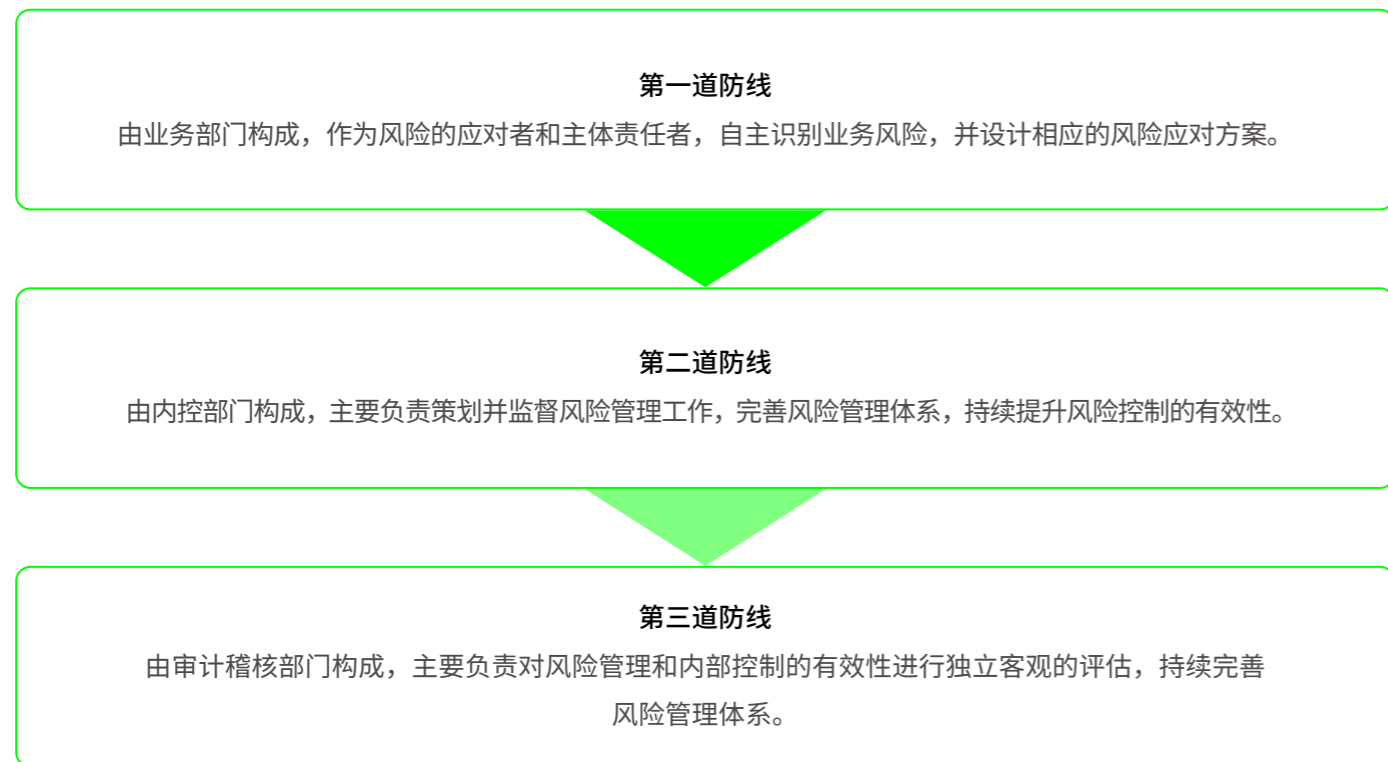 第一道防线
由业务部门构成，作为风险的应对者和主体责任者，自主识别业务风险，并设计相应的风险应对方案。
第二道防线
由内控部门构成，主要负责策划并监督风险管理工作，完善风险管理体系，持续提升风险控制的有效性。
第三道防线
由审计稽核部门构成，主要负责对风险管理和内部控制的有效性进行独立客观的评估，持续完善
风险管理体系。